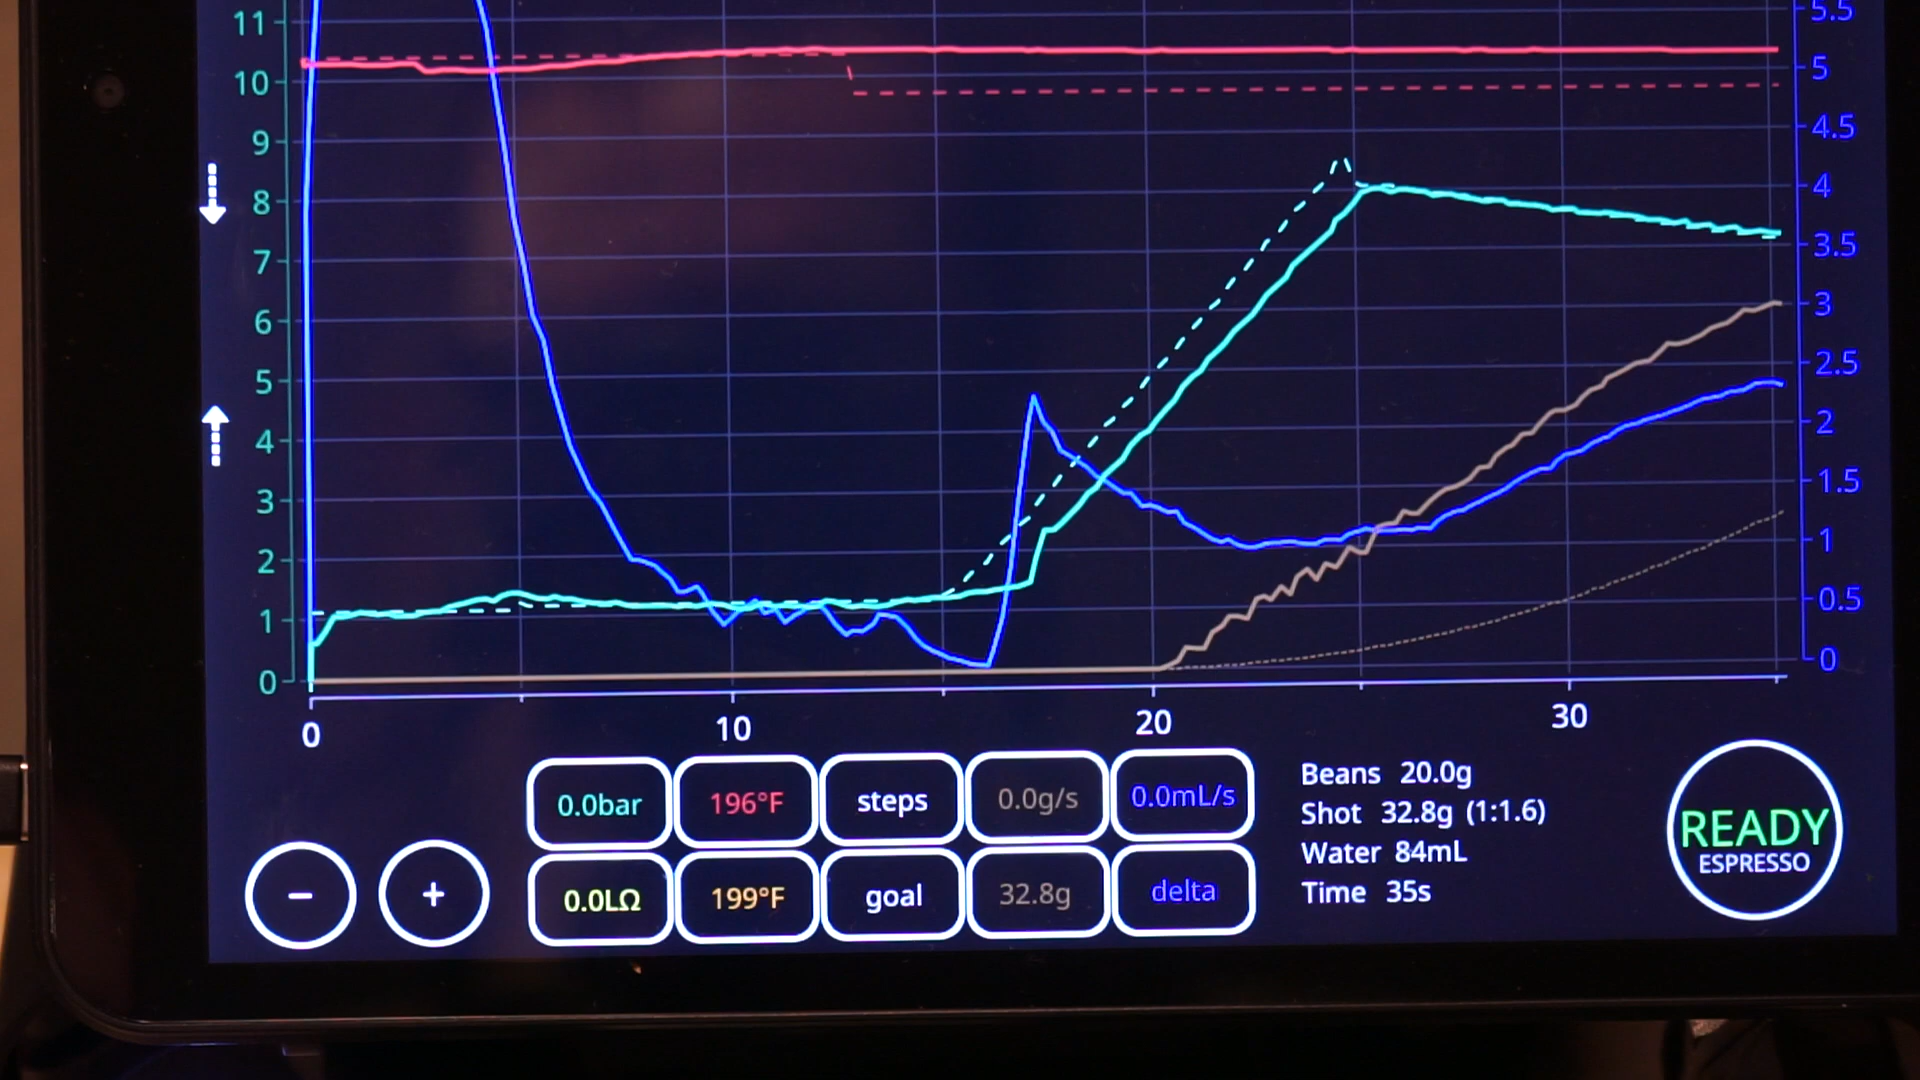 11
10
9
8
7
6
5
4
3
2
1
0
5.5
5
4.5
4
3.5
3
2.5
2
1.5
1
0.5
0
0
10
20
30
0.0bar
196°F
steps
0.0g/s
0.0mL/s
−
+
0.0LΩ
199°F
goal
32.8g
delta
Beans 20.0g
Shot 32.8g (1:1.6)
Water 84mL
Time 35s
READY
ESPRESSO